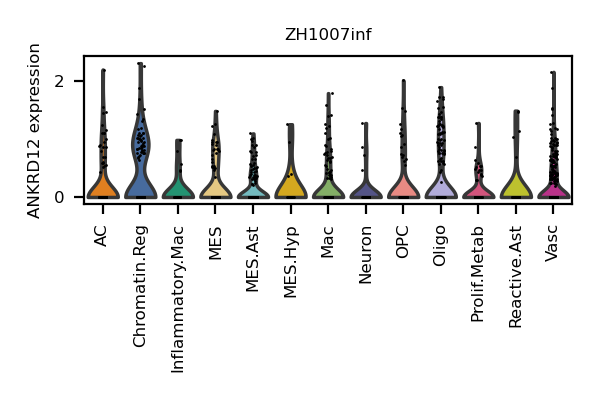 ZH1007inf
ANKRD12 expression
2
0
AC
Chromatin.Reg
Inflammatory.Mac
MES
MES.Ast
MES.Hyp
Mac
Neuron
OPC
Oligo
Prolif.Metab
Reactive.Ast
Vasc